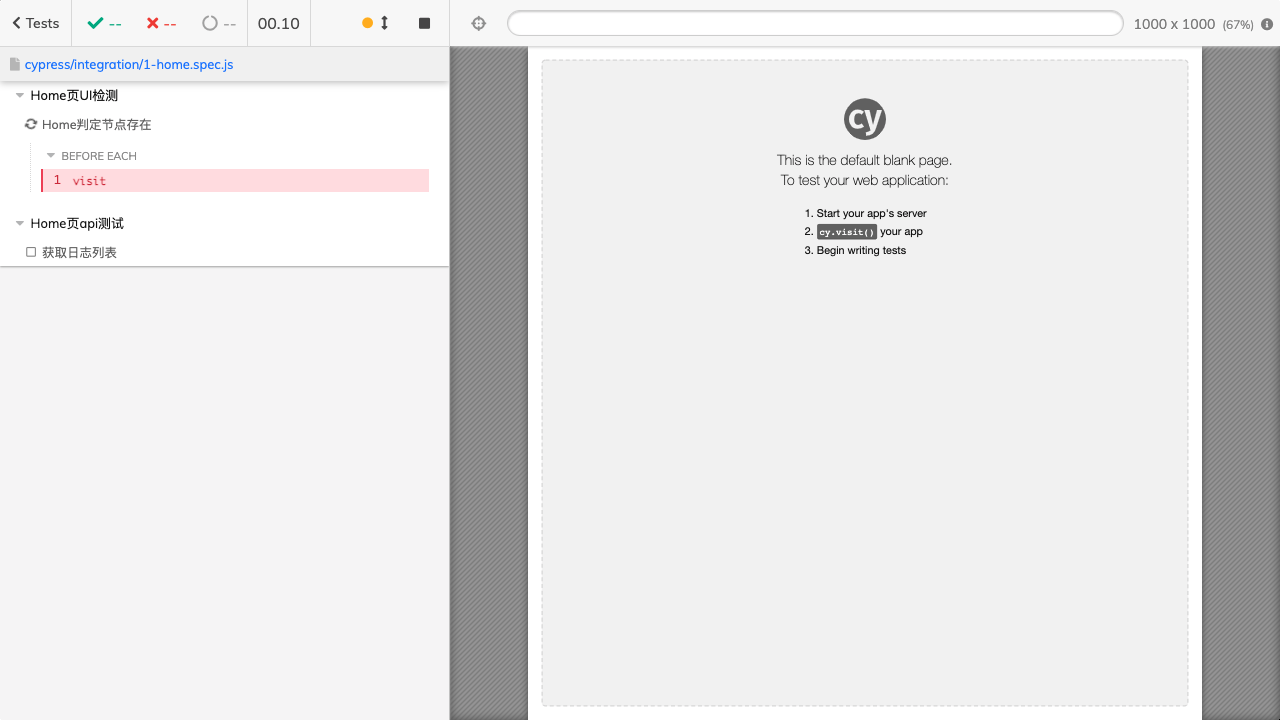 Tests
--
--
--
00.10
1000 x 1000 (67%)
cypress/integration/1-home.spec.js
Home页UI检测
Home判定节点存在
BEFORE EACH
1 visit
Home页api测试
获取日志列表
cy
This is the default blank page.
To test your web application:
1. Start your app's server
2. cy.visit() your app
3. Begin writing tests